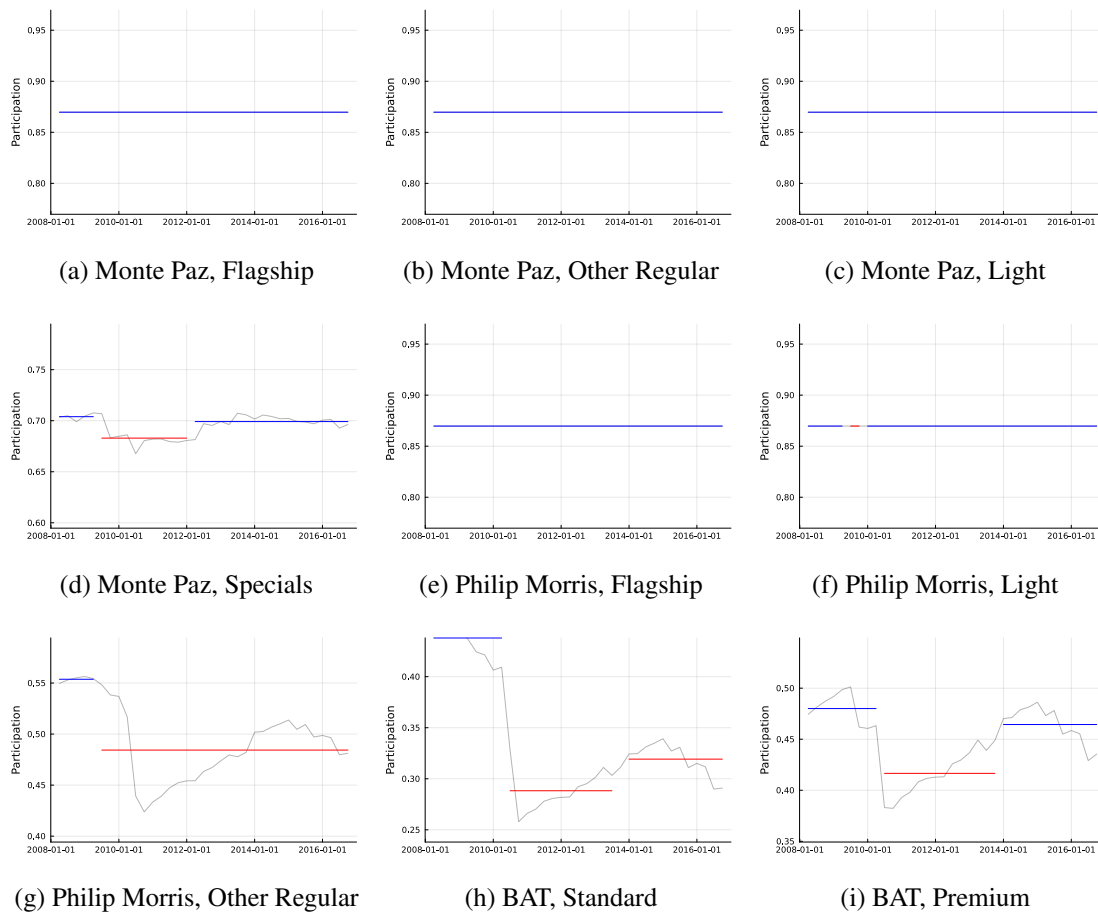 0.95
0.90
0.85
0.80
Participation
2008-01-01 2010-01-01 2012-01-01 2014-01-01 2016-01-01
(a) Monte Paz, Flagship
0.95
0.90
0.85
0.80
Participation
2008-01-01 2010-01-01 2012-01-01 2014-01-01 2016-01-01
(b) Monte Paz, Other Regular
0.95
0.90
0.85
0.80
Participation
2008-01-01 2010-01-01 2012-01-01 2014-01-01 2016-01-01
(c) Monte Paz, Light
0.75
0.70
0.65
0.60
Participation
2008-01-01 2010-01-01 2012-01-01 2014-01-01 2016-01-01
(d) Monte Paz, Specials
0.95
0.90
0.85
0.80
Participation
2008-01-01 2010-01-01 2012-01-01 2014-01-01 2016-01-01
(e) Philip Morris, Flagship
0.95
0.90
0.85
0.80
Participation
2008-01-01 2010-01-01 2012-01-01 2014-01-01 2016-01-01
(f) Philip Morris, Light
0.55
0.50
0.45
0.40
Participation
2008-01-01 2010-01-01 2012-01-01 2014-01-01 2016-01-01
(g) Philip Morris, Other Regular
0.40
0.35
0.30
0.25
Participation
2008-01-01 2010-01-01 2012-01-01 2014-01-01 2016-01-01
(h) BAT, Standard
0.50
0.45
0.40
0.35
Participation
2008-01-01 2010-01-01 2012-01-01 2014-01-01 2016-01-01
(i) BAT, Premium